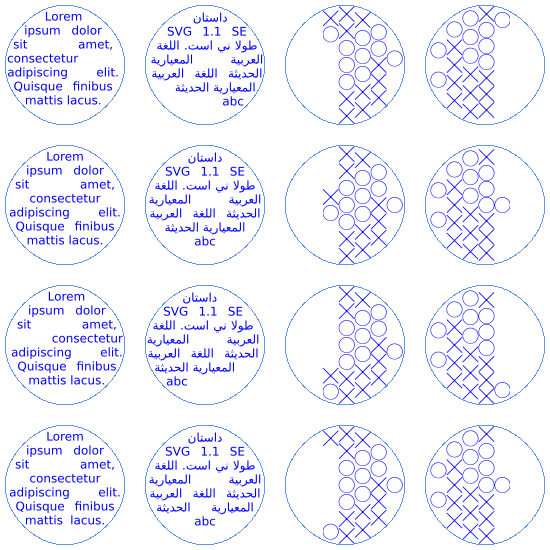 Lorem
ipsum dolor
sit amet,
consectetur
adipiscing elit.
Quisque finibus
mattis lacus.
داستان
SVG 1.1 SE
طولا ني است. اللغة
العربية المعيارية
الحديثة اللغة العربية
المعيارية الحديثة
abc
Lorem
ipsum dolor
sit amet,
consectetur
adipiscing elit.
Quisque finibus
mattis lacus.
داستان
SVG 1.1 SE
طولا ني است. اللغة
العربية المعيارية
الحديثة اللغة العربية
المعيارية الحديثة
abc
Lorem
ipsum dolor
sit amet,
consectetur
adipiscing elit.
Quisque finibus
mattis lacus.
داستان
SVG 1.1 SE
طولا ني است. اللغة
العربية المعيارية
الحديثة اللغة العربية
المعيارية الحديثة
abc
Lorem
ipsum dolor
sit amet,
consectetur
adipiscing elit.
Quisque finibus
mattis lacus.
داستان
SVG 1.1 SE
طولا ني است. اللغة
العربية المعيارية
الحديثة اللغة العربية
المعيارية الحديثة
abc